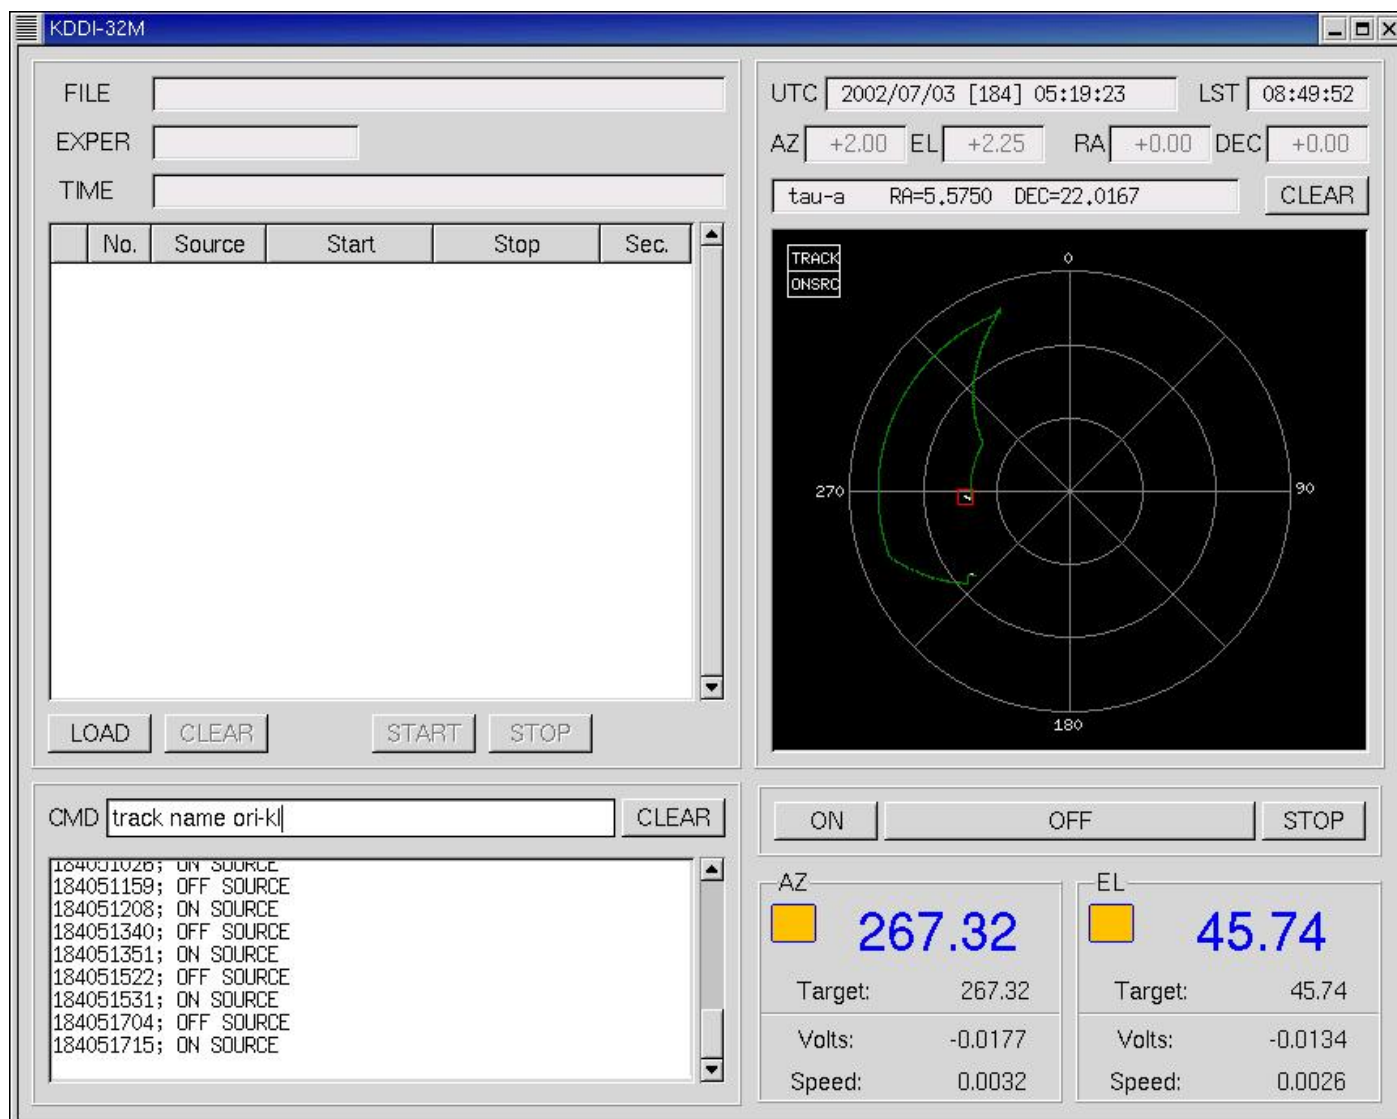 KDDI-32M
FILE
EXPER
TIME
No. Source Start Stop Sec.
LOAD CLEAR START STOP
UTC 2002/07/03 [184] 05:19:23 LST 08:49:52
AZ +2.00 EL +2.25 RA +0.00 DEC +0.00
tau-a RA=5.5750 DEC=22.0167 CLEAR
TRACK
ONSRC
0
270
90
180
CMD track name ori-kl CLEAR
184051026; ON SOURCE
184051159; OFF SOURCE
184051208; ON SOURCE
184051340; OFF SOURCE
184051351; ON SOURCE
184051522; OFF SOURCE
184051531; ON SOURCE
184051704; OFF SOURCE
184051715; ON SOURCE
ON OFF STOP
AZ
267.32
Target: 267.32
Volts: -0.0177
Speed: 0.0032
EL
45.74
Target: 45.74
Volts: -0.0134
Speed: 0.0026